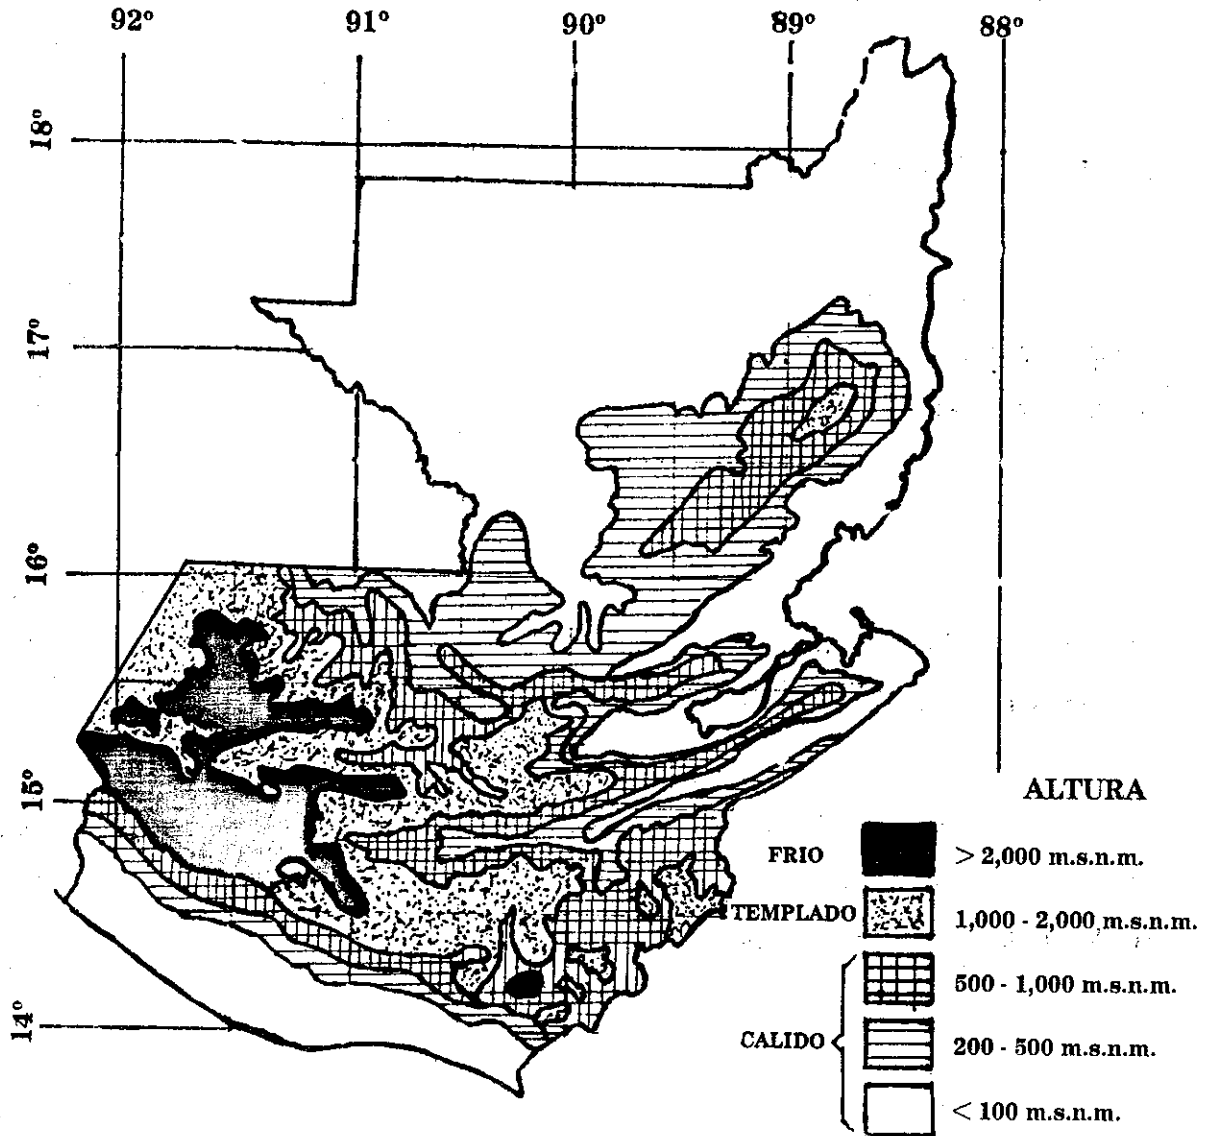 92° 91° 90° 89° 88°
18°
17°
16°
15°
14°
ALTURA
FRIO > 2,000 m.s.n.m.
TEMPLADO 1,000 - 2,000 m.s.n.m.
500 - 1,000 m.s.n.m.
CALIDO 200 - 500 m.s.n.m.
< 100 m.s.n.m.